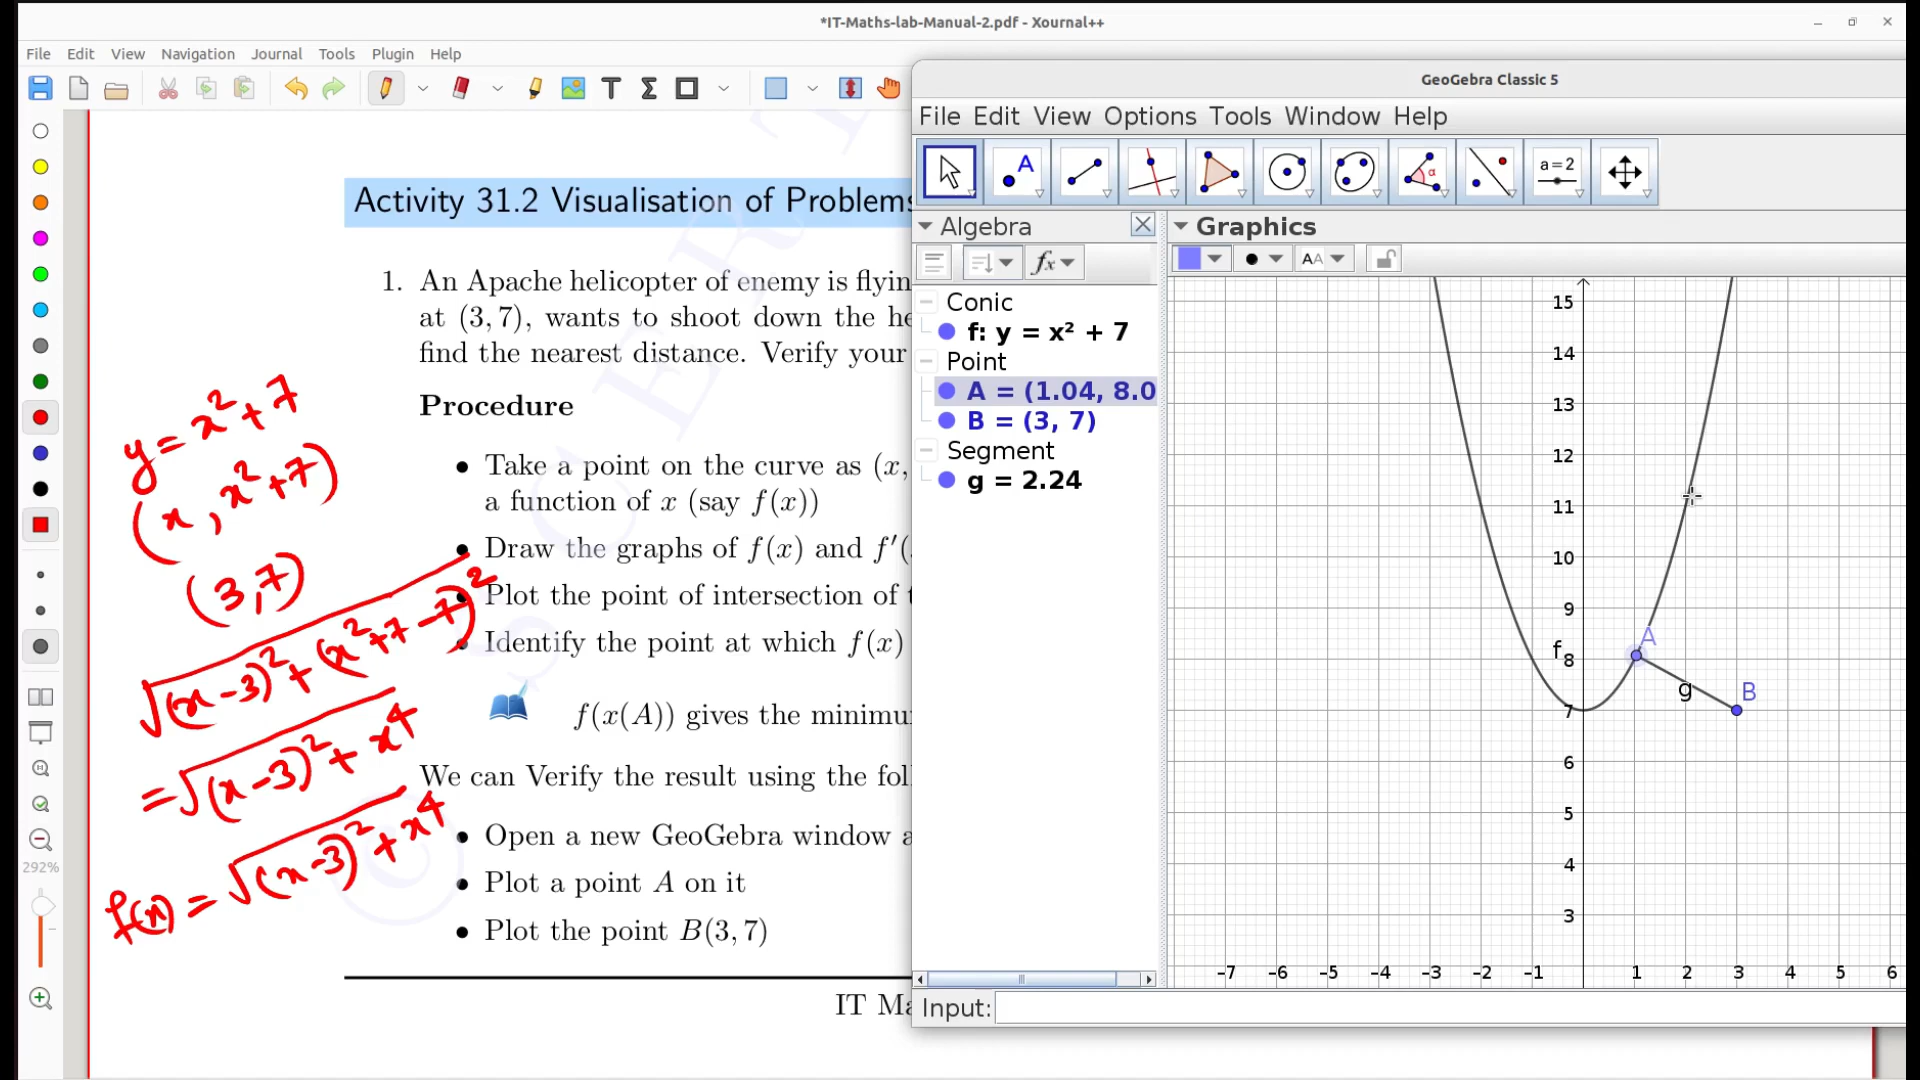 *IT-Maths-lab-Manual-2.pdf - Xournal++
File Edit View Navigation Journal Tools Plugin Help
Activity 31.2 Visualisation of Problems
1. An Apache helicopter of enemy is flyin
at (3, 7), wants to shoot down the he
find the nearest distance. Verify your
Procedure
• Take a point on the curve as (x,
a function of x (say f(x))
• Draw the graphs of f(x) and f′(
• Plot the point of intersection of t
• Identify the point at which f(x)
f(x(A)) gives the minimu
We can Verify the result using the fol
• Open a new GeoGebra window a
• Plot a point A on it
• Plot the point B(3, 7)
IT Ma
292%
y = x² + 7
(x, x² + 7)
(3, 7)
√((x-3)² + (x²+7-7)²)
= √((x-3)² + x⁴)
f(x) = √((x-3)² + x⁴)
© SCERT
GeoGebra Classic 5
File Edit View Options Tools Window Help
A
α
a = 2
Algebra
Graphics
fx
AA
Conic
f: y = x² + 7
Point
A = (1.04, 8.0
B = (3, 7)
Segment
g = 2.24
15
14
13
12
11
10
9
8
7
6
5
4
3
-7 -6 -5 -4 -3 -2 -1 1 2 3 4 5 6
f
A
g
B
Input: